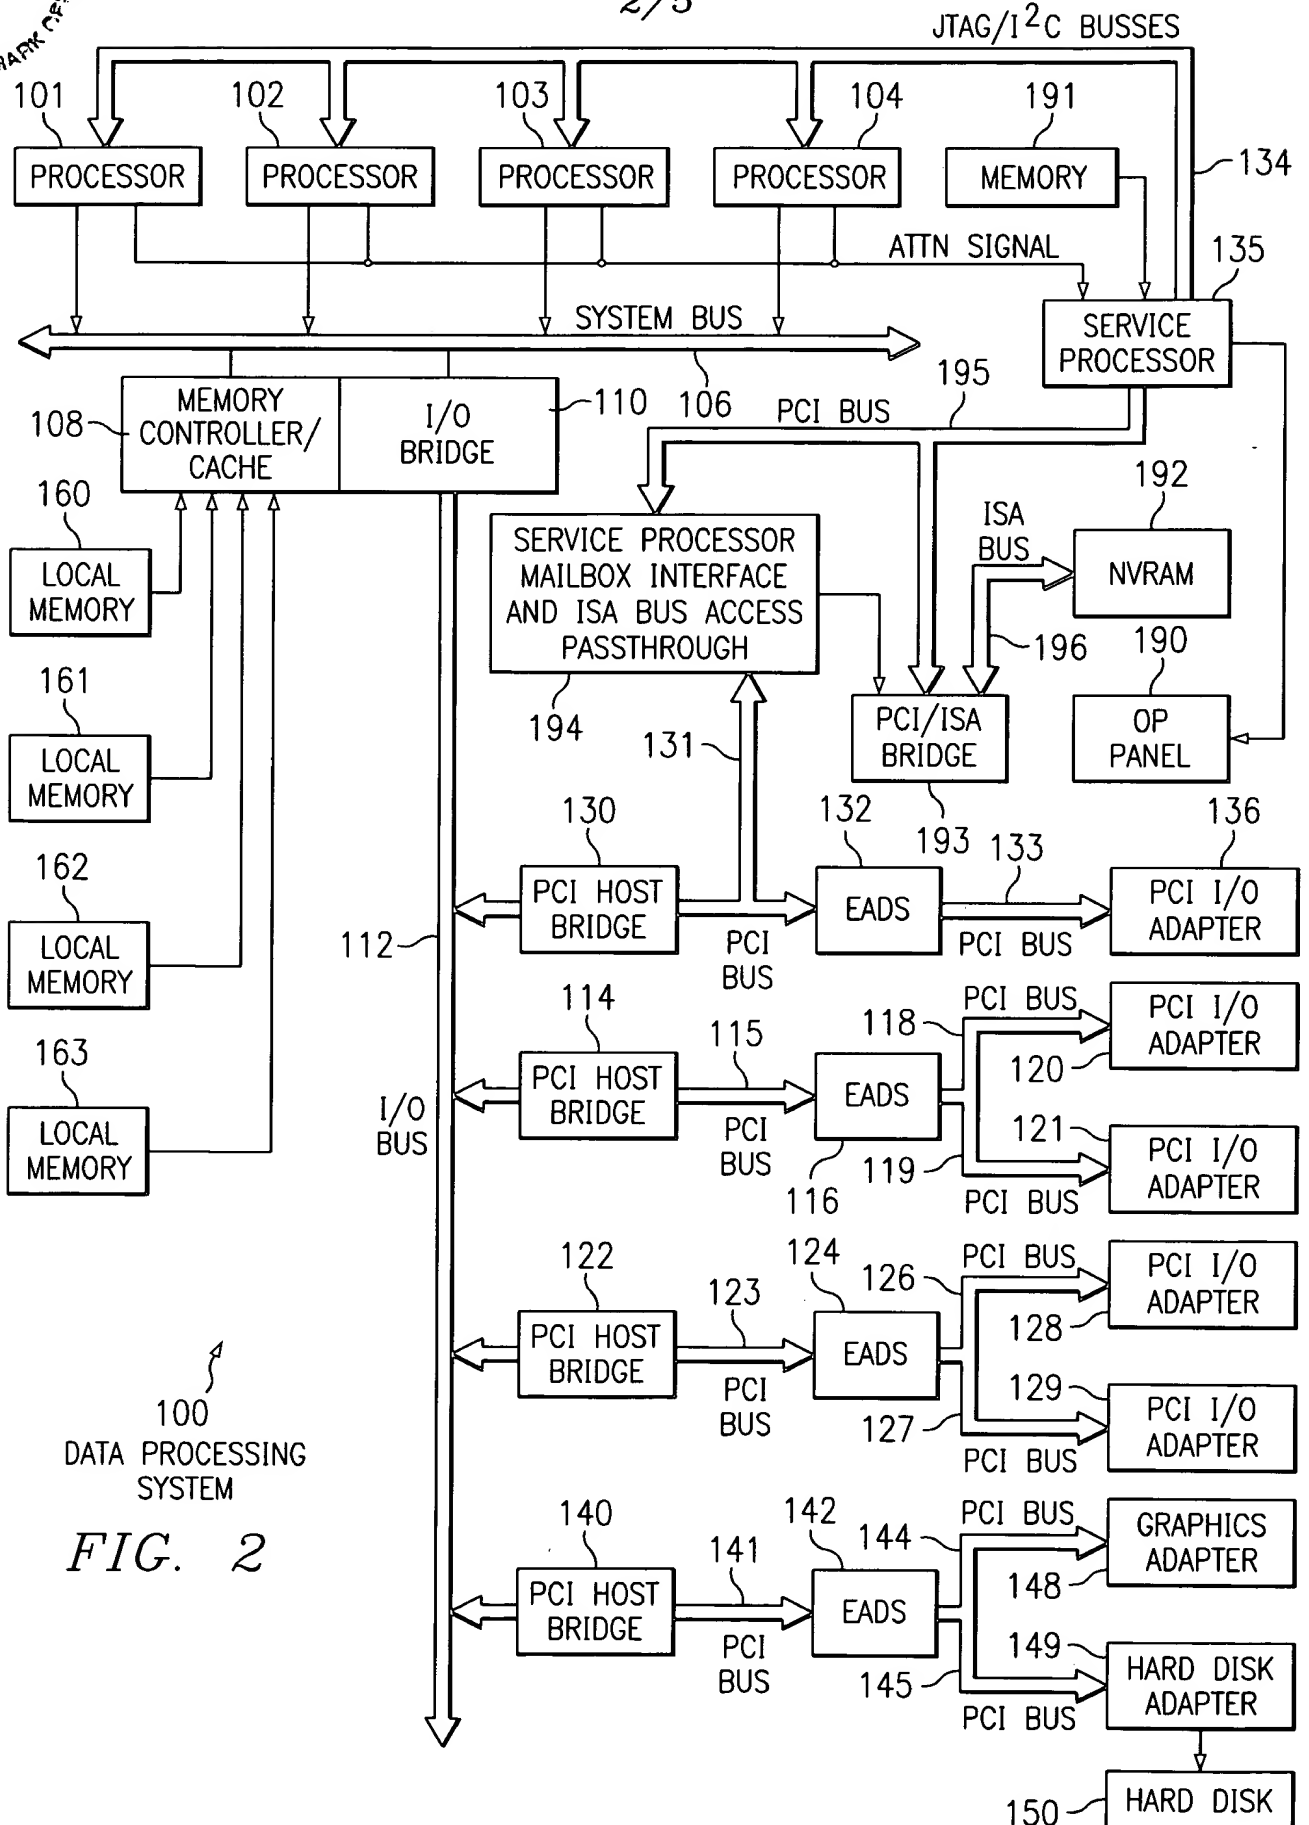 2/5
JTAG/I²C BUSSES
101
102
103
104
191
134
PROCESSOR
PROCESSOR
PROCESSOR
PROCESSOR
MEMORY
ATTN SIGNAL
135
SYSTEM BUS
SERVICE
PROCESSOR
106
195
PCI BUS
108
MEMORY
CONTROLLER/
CACHE
I/O
BRIDGE
110
160
LOCAL
MEMORY
SERVICE PROCESSOR
MAILBOX INTERFACE
AND ISA BUS ACCESS
PASSTHROUGH
194
ISA
BUS
192
NVRAM
196
190
OP
PANEL
PCI/ISA
BRIDGE
193
161
LOCAL
MEMORY
131
130
PCI HOST
BRIDGE
PCI
BUS
132
EADS
133
PCI BUS
136
PCI I/O
ADAPTER
162
LOCAL
MEMORY
112
114
PCI HOST
BRIDGE
115
PCI
BUS
EADS
116
118
PCI BUS
PCI I/O
ADAPTER
120
119
PCI BUS
121
PCI I/O
ADAPTER
163
LOCAL
MEMORY
I/O
BUS
122
PCI HOST
BRIDGE
123
PCI
BUS
124
EADS
126
PCI BUS
PCI I/O
ADAPTER
128
127
PCI BUS
129
PCI I/O
ADAPTER
100
DATA PROCESSING
SYSTEM
FIG. 2
140
PCI HOST
BRIDGE
141
PCI
BUS
142
EADS
144
PCI BUS
GRAPHICS
ADAPTER
148
145
PCI BUS
149
HARD DISK
ADAPTER
150
HARD DISK